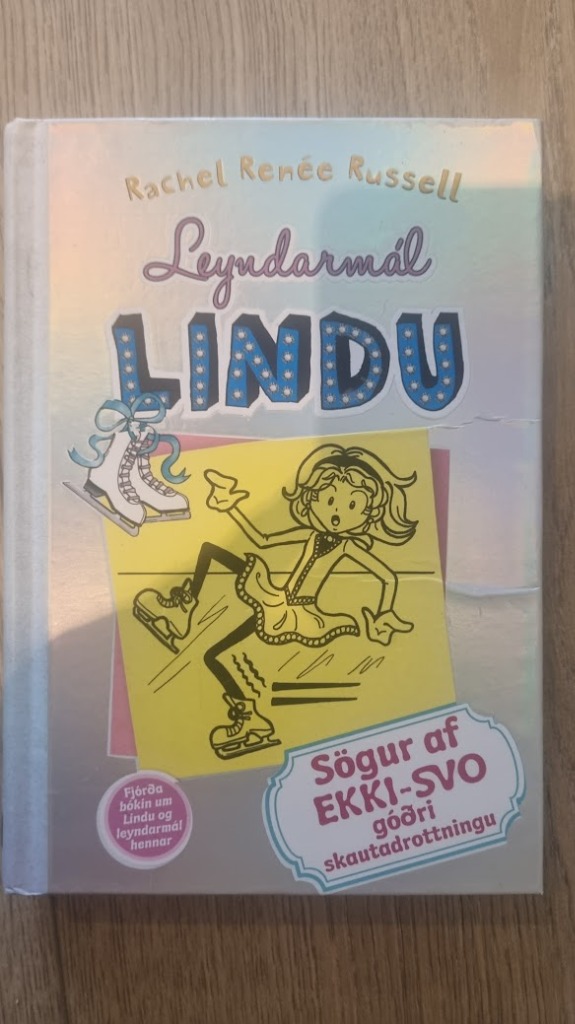 Rachel Renée Russell
Leyndarmál
LINDU
Sögur af
EKKI-SVO
góðri
skautadrottningu
Fjórða
bókin um
Lindu og
leyndarmál
hennar